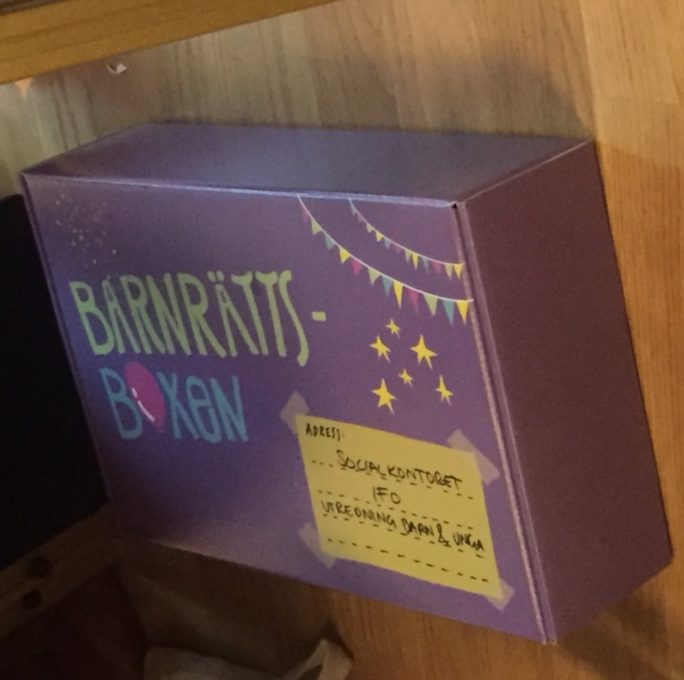 BARNRÄTTS-
BOXEN
ADRESS:
SOCIALKONTORET
IFO
UTREDNING BARN & UNGA